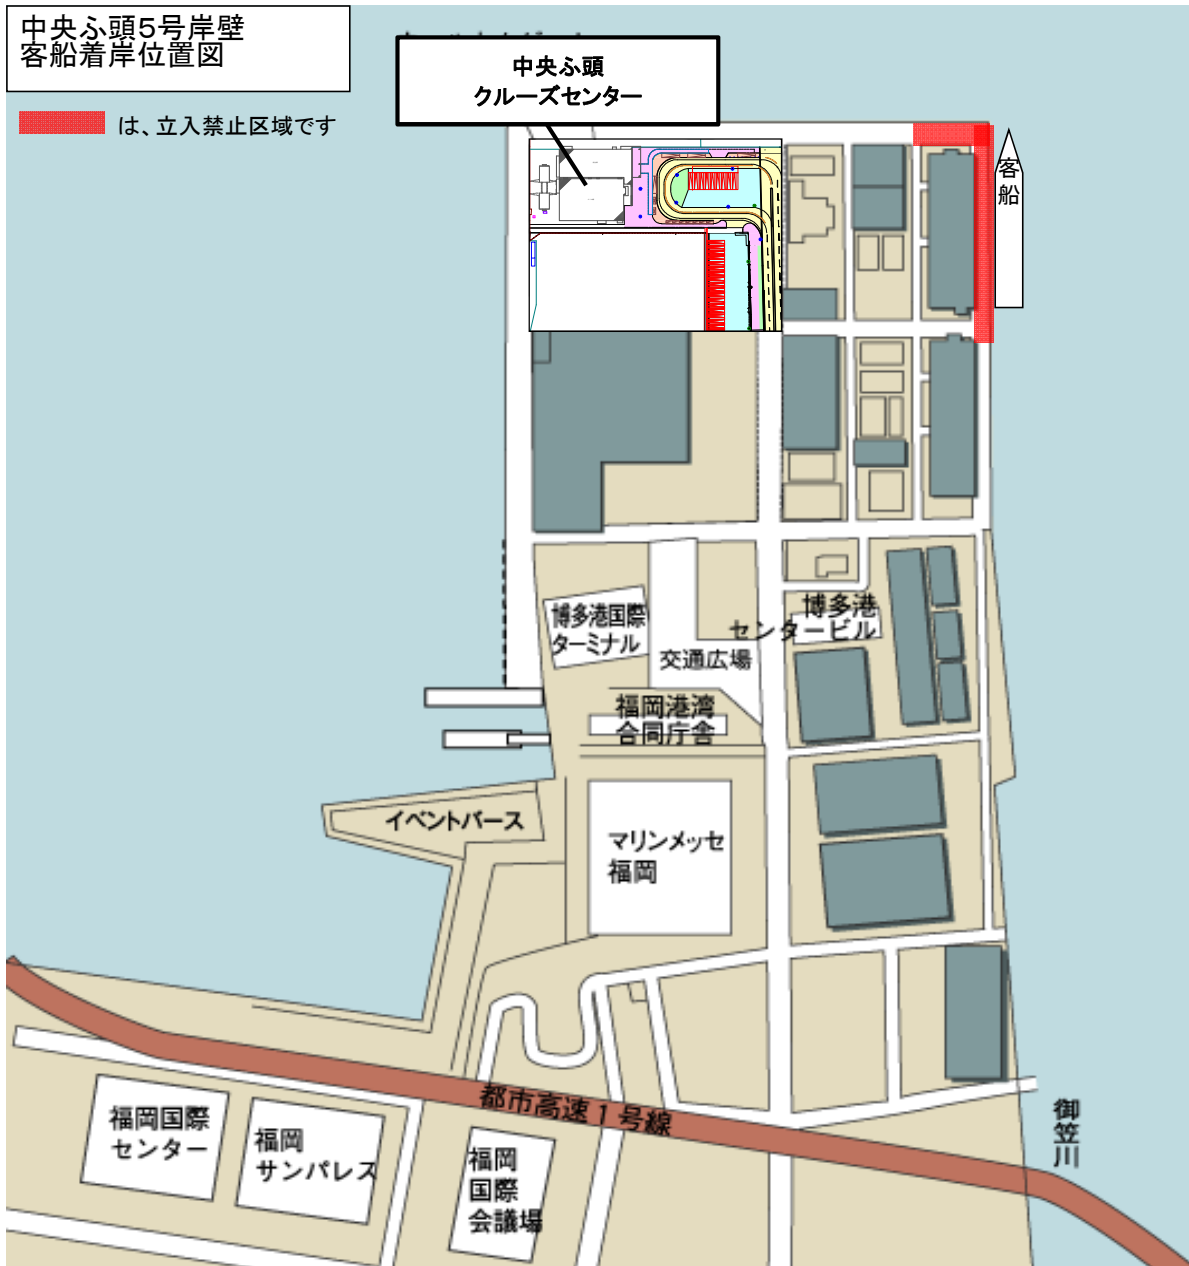 中央ふ頭5号岸壁
客船着岸位置図
は、立入禁止区域です
中央ふ頭
クルーズセンター
客船
博多港国際
ターミナル
交通広場
博多港
センタービル
福岡港湾
合同庁舎
イベントバース
マリンメッセ
福岡
都市高速1号線
福岡国際
センター
福岡
サンパレス
福岡
国際
会議場
御笠川